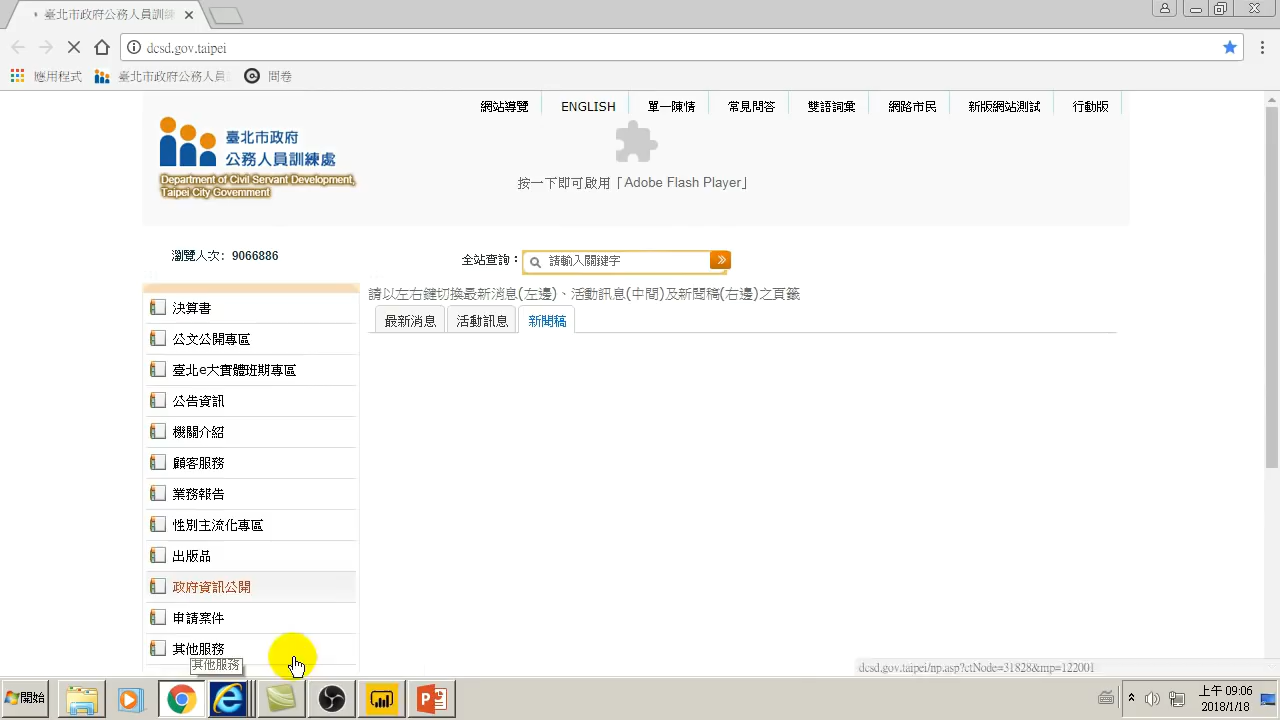 臺北市政府公務人員訓練
dcsd.gov.taipei
應用程式 臺北市政府公務人員 問卷
網站導覽 ENGLISH 單一陳情 常見問答 雙語詞彙 網路市民 新版網站測試 行動版
臺北市政府
公務人員訓練處
Department of Civil Servant Development,
Taipei City Government
按一下即可啟用「Adobe Flash Player」
瀏覽人次: 9066886
全站查詢: 請輸入關鍵字
請以左右鍵切換最新消息(左邊)、活動訊息(中間)及新聞稿(右邊)之頁籤
最新消息 活動訊息 新聞稿
決算書
公文公開專區
臺北e大實體班期專區
公告資訊
機關介紹
顧客服務
業務報告
性別主流化專區
出版品
政府資訊公開
申請案件
其他服務
其他服務
dcsd.gov.taipei/np.asp?ctNode=31828&mp=122001
開始
上午 09:06
2018/1/18